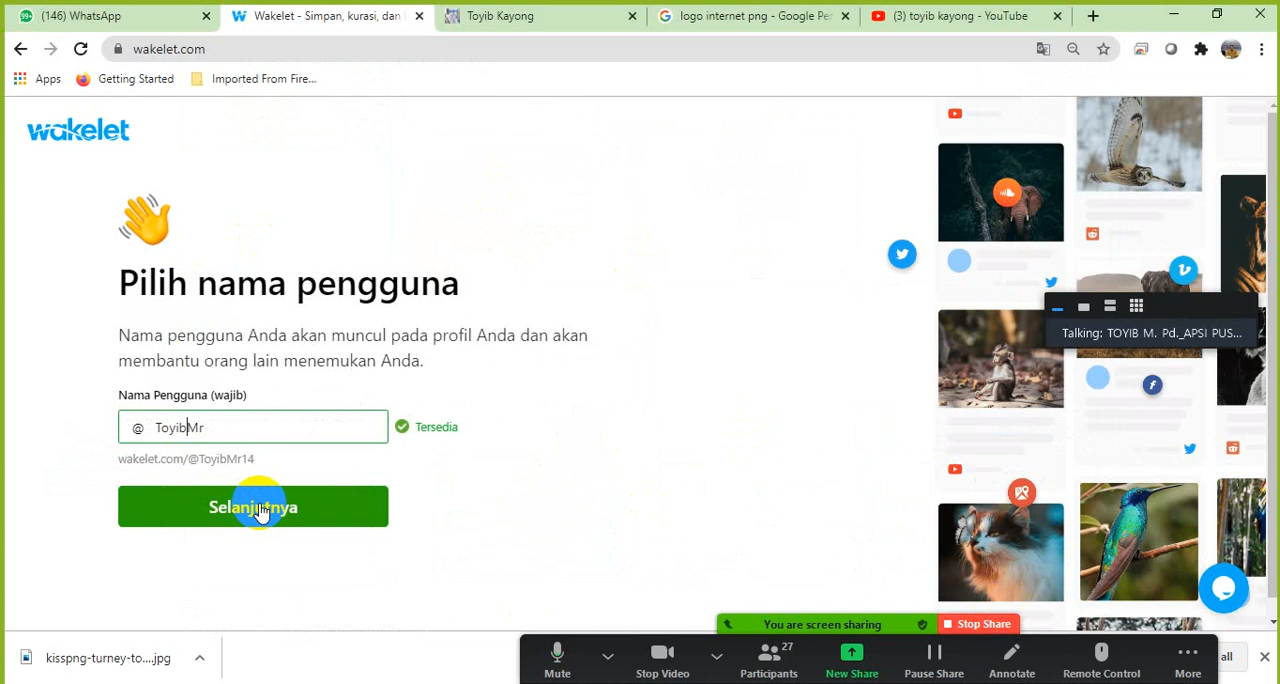 99+
(146) WhatsApp
Wakelet - Simpan, kurasi, dan
Toyib Kayong
logo internet png - Google Pe
(3) toyib kayong - YouTube
wakelet.com
Apps
Getting Started
Imported From Fire...
wakelet
Pilih nama pengguna
Nama pengguna Anda akan muncul pada profil Anda dan akan
membantu orang lain menemukan Anda.
Nama Pengguna (wajib)
@ ToyibMr
Tersedia
wakelet.com/@ToyibMr14
Selanjutnya
Talking: TOYIB M. Pd._APSI PUS...
You are screen sharing
Stop Share
kisspng-turney-to....jpg
Mute
Stop Video
Participants
27
New Share
Pause Share
Annotate
Remote Control
More
all